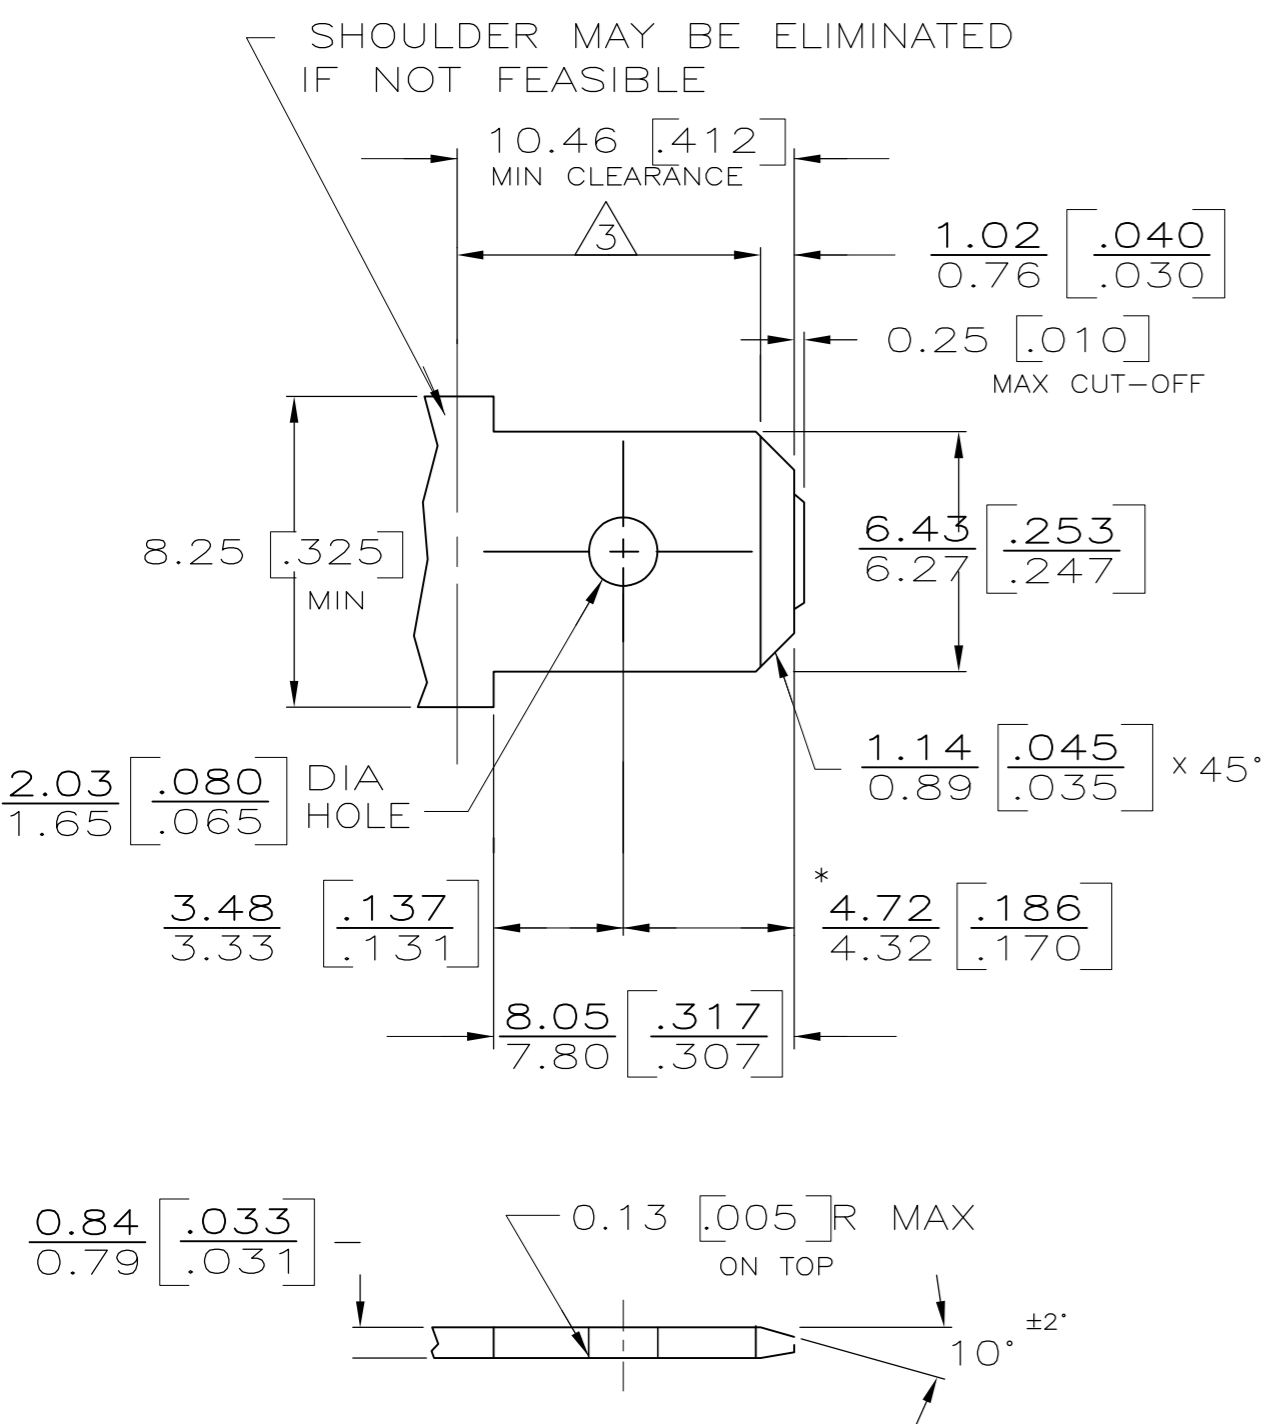 SHOULDER MAY BE ELIMINATED
IF NOT FEASIBLE
10.46 [.412]
MIN CLEARANCE
3
1.02 [.040
0.76 .030]
0.25 [.010]
MAX CUT-OFF
8.25 [.325]
MIN
6.43 [.253
6.27 .247]
2.03 [.080 DIA
1.65 .065] HOLE
1.14 [.045
0.89 .035] x 45°
3.48 [.137
3.33 .131]
*
4.72 [.186
4.32 .170]
8.05 [.317
7.80 .307]
0.84 [.033
0.79 .031]
0.13 [.005] R MAX
ON TOP
10° ±2°